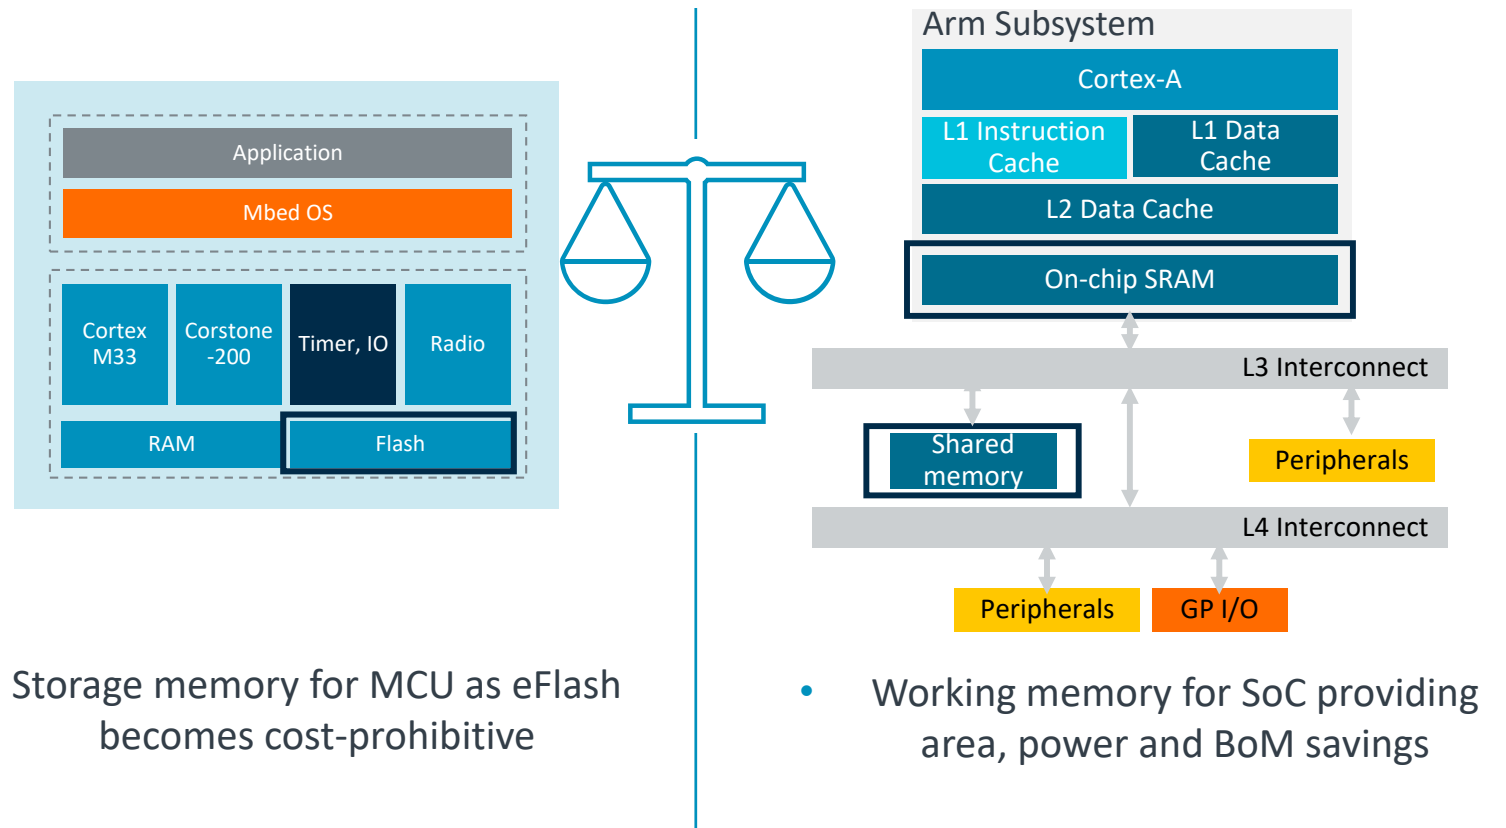 Application
Mbed OS
Cortex
M33
Corstone
-200
Timer, IO
Radio
RAM
Flash
Storage memory for MCU as eFlash
becomes cost-prohibitive
Arm Subsystem
Cortex-A
L1 Instruction
Cache
L1 Data
Cache
L2 Data Cache
On-chip SRAM
L3 Interconnect
Shared
memory
Peripherals
L4 Interconnect
Peripherals
GP I/O
• Working memory for SoC providing
area, power and BoM savings